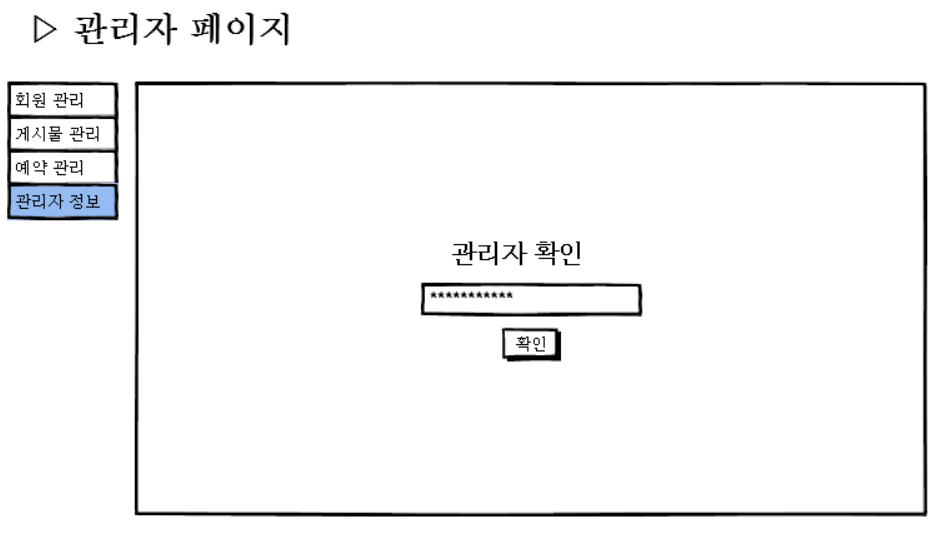 ▷ 관리자 페이지
회원 관리
게시물 관리
예약 관리
관리자 정보
관리자 확인
***********
확인